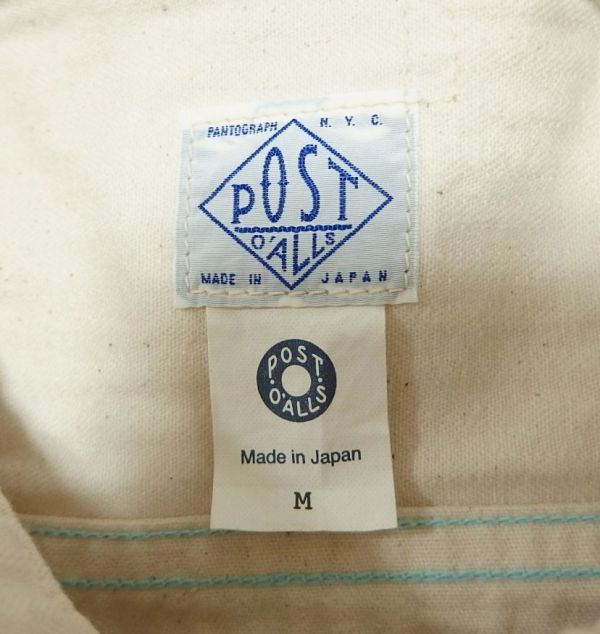 PANTOGRAPH N. Y. C.
POST
O'ALLS
MADE IN JAPAN
POST
O'ALLS
Made in Japan
M